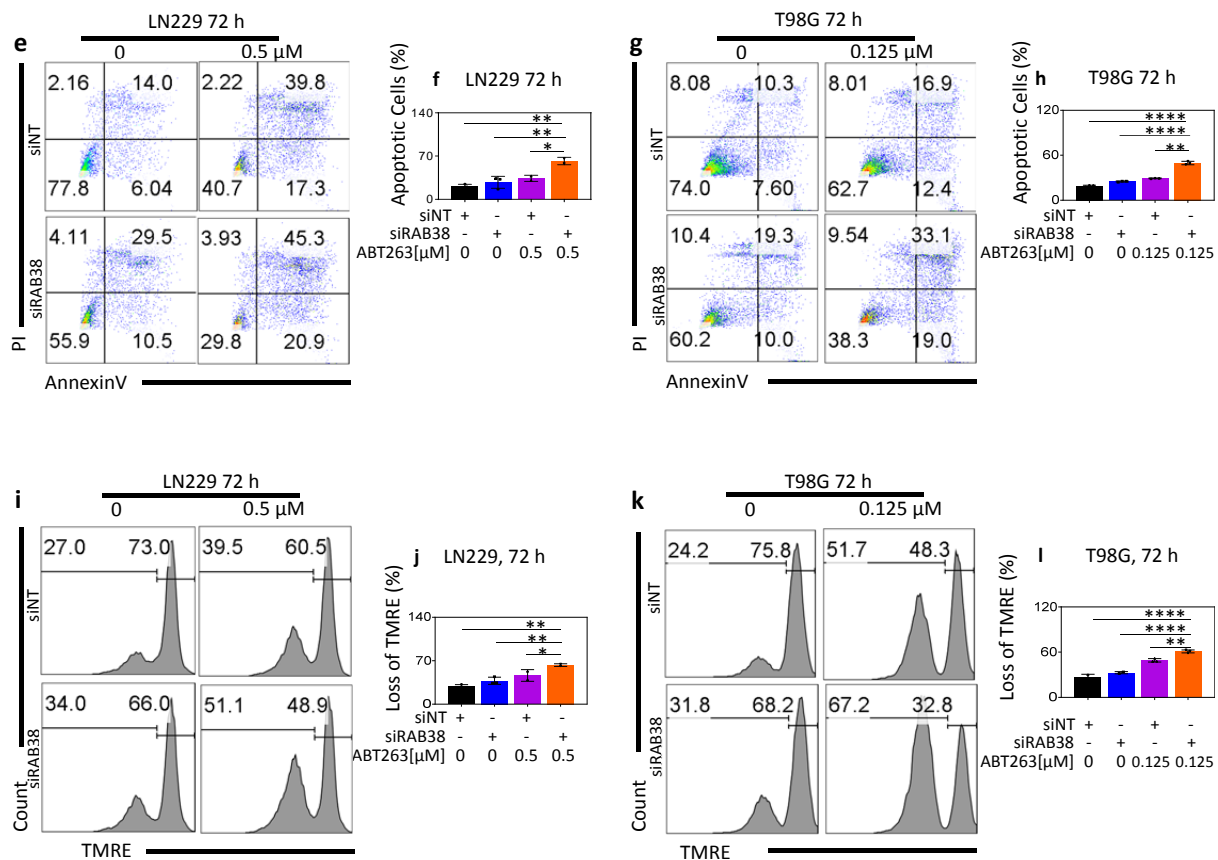 e
LN229 72 h
0 0.5 µM
siNT
2.16 14.0 2.22 39.8
77.8 6.04 40.7 17.3
siRAB38
4.11 29.5 3.93 45.3
55.9 10.5 29.8 20.9
PI
AnnexinV
f LN229 72 h
Apoptotic Cells (%)
140
70
0
**
**
*
siNT + - + -
siRAB38 - + - +
ABT263[µM] 0 0 0.5 0.5
g
T98G 72 h
0 0.125 µM
siNT
8.08 10.3 8.01 16.9
74.0 7.60 62.7 12.4
siRAB38
10.4 19.3 9.54 33.1
60.2 10.0 38.3 19.0
PI
AnnexinV
h
T98G 72 h
Apoptotic Cells (%)
120
60
0
****
****
**
siNT + - + -
siRAB38 - + - +
ABT263[µM] 0 0 0.125 0.125
i
LN229 72 h
0 0.5 µM
siNT
27.0 73.0 39.5 60.5
siRAB38
34.0 66.0 51.1 48.9
Count
TMRE
j LN229, 72 h
Loss of TMRE (%)
140
70
0
**
**
*
siNT + - + -
siRAB38 - + - +
ABT263[µM] 0 0 0.5 0.5
k
T98G 72 h
0 0.125 µM
siNT
24.2 75.8 51.7 48.3
siRAB38
31.8 68.2 67.2 32.8
Count
TMRE
l T98G, 72 h
Loss of TMRE (%)
120
60
0
****
****
**
siNT + - + -
siRAB38 - + - +
ABT263[µM] 0 0 0.125 0.125